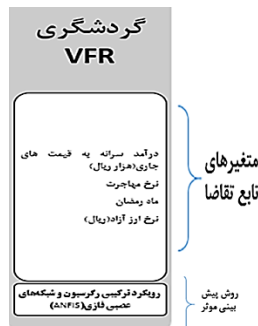 گردشگری
VFR
درآمد سرانه به قیمت های
جاری(هزار ریال)
نرخ مهاجرت
ماه رمضان
نرخ ارز آزاد(ریال)
متغیرهای
تابع تقاضا
رویکرد ترکیبی رگرسیون و شبکه‌های
عصبی فازی(ANFIS)
روش پیش
بینی موثر